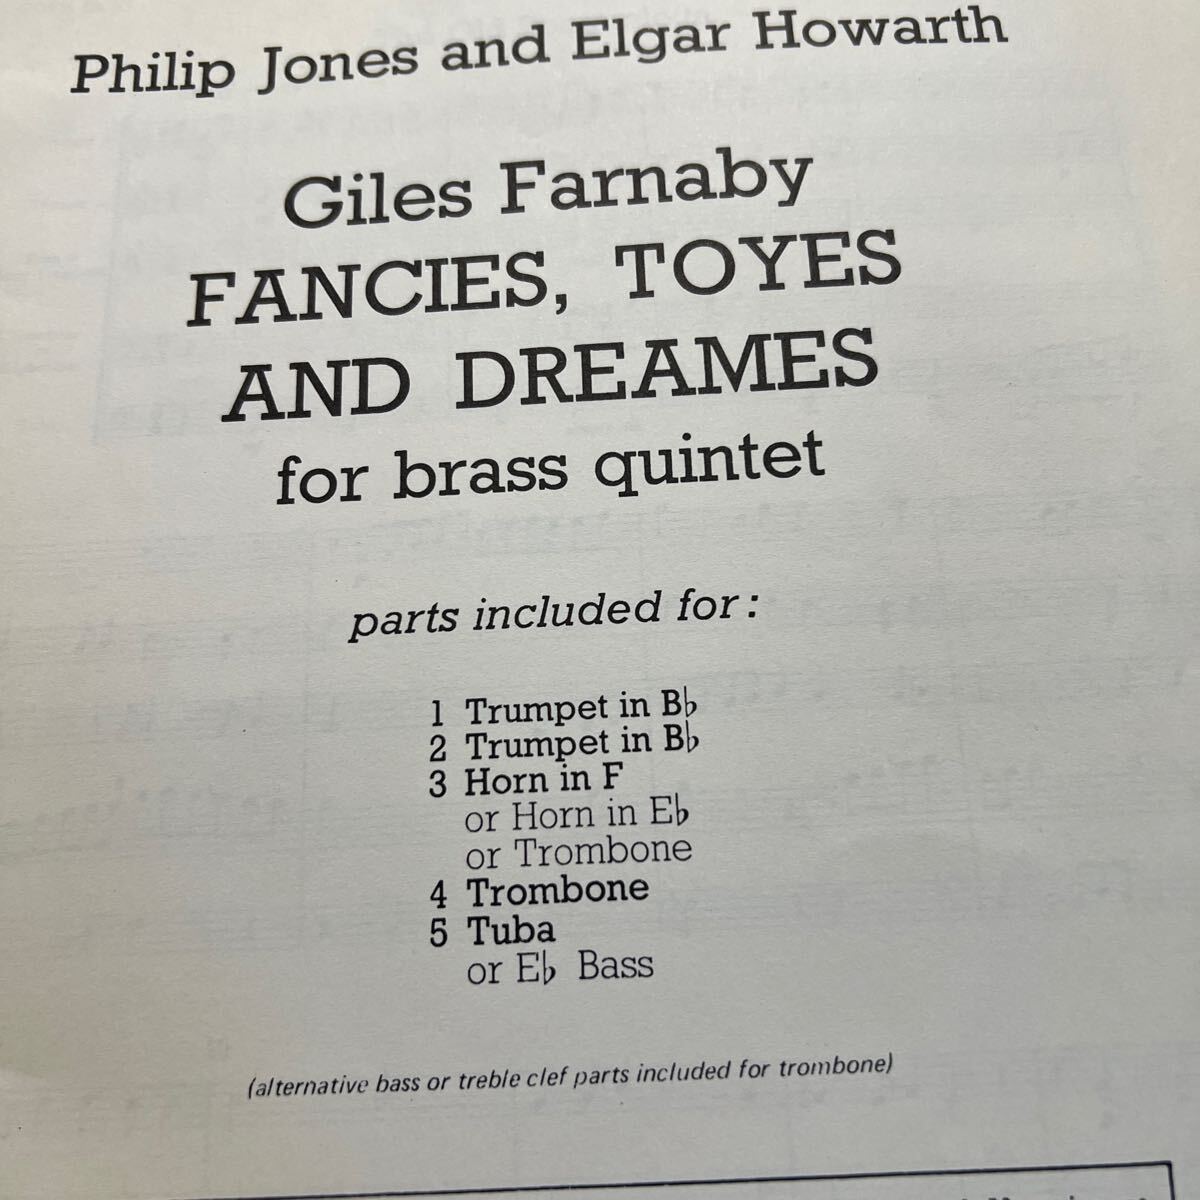 Philip Jones and Elgar Howarth
Giles Farnaby
FANCIES, TOYES
AND DREAMES
for brass quintet
parts included for:
1 Trumpet in B♭
2 Trumpet in B♭
3 Horn in F
or Horn in E♭
or Trombone
4 Trombone
5 Tuba
or E♭ Bass
(alternative bass or treble clef parts included for trombone)